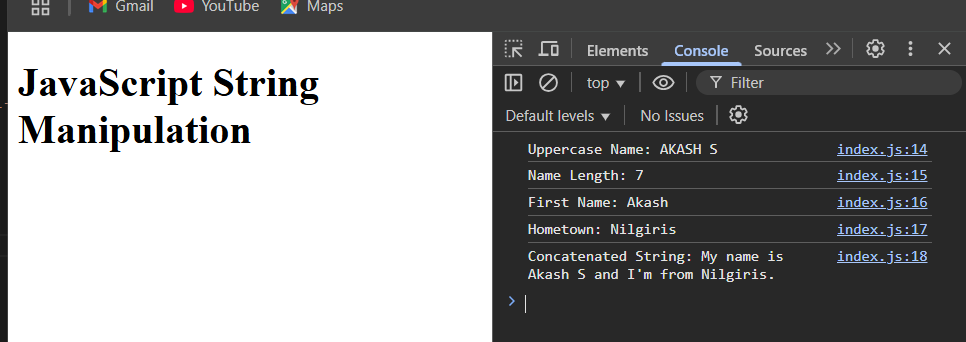 Gmail YouTube Maps
JavaScript String
Manipulation
Elements Console Sources
top Filter
Default levels No Issues
Uppercase Name: AKASH S index.js:14
Name Length: 7 index.js:15
First Name: Akash index.js:16
Hometown: Nilgiris index.js:17
Concatenated String: My name is index.js:18
Akash S and I'm from Nilgiris.